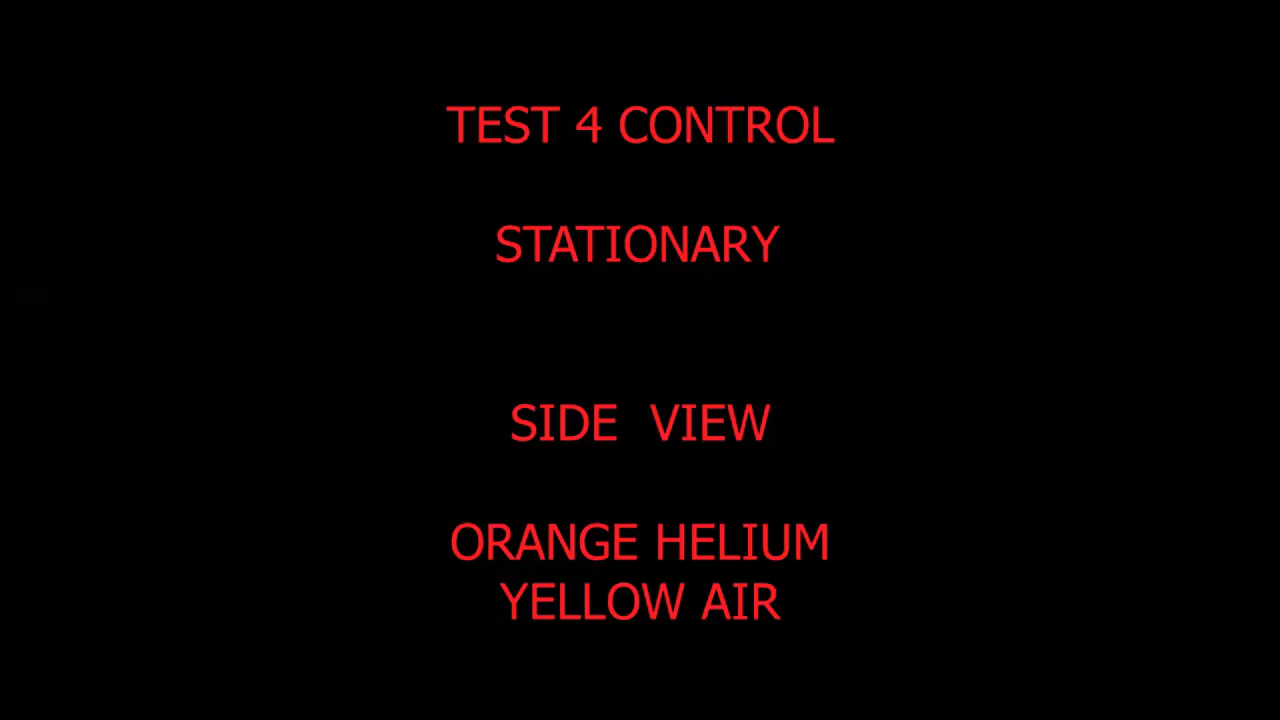 TEST 4 CONTROL
STATIONARY
SIDE  VIEW
ORANGE HELIUM
YELLOW AIR